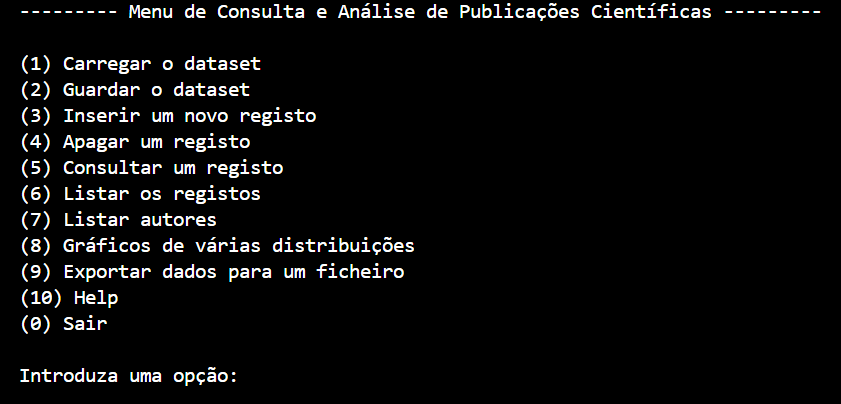 --------- Menu de Consulta e Análise de Publicações Científicas ---------
(1) Carregar o dataset
(2) Guardar o dataset
(3) Inserir um novo registo
(4) Apagar um registo
(5) Consultar um registo
(6) Listar os registos
(7) Listar autores
(8) Gráficos de várias distribuições
(9) Exportar dados para um ficheiro
(10) Help
(0) Sair
Introduza uma opção: